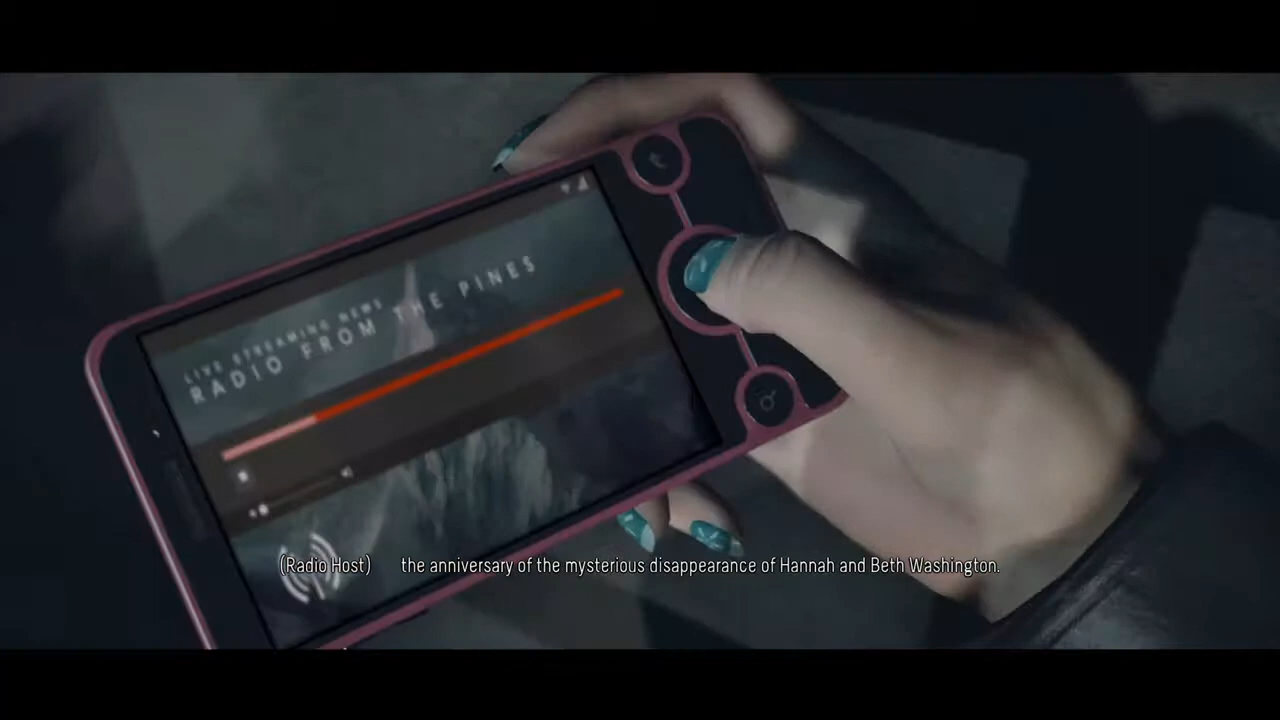 LIVE STREAMING NEWS
RADIO FROM THE PINES
(Radio Host) the anniversary of the mysterious disappearance of Hannah and Beth Washington.